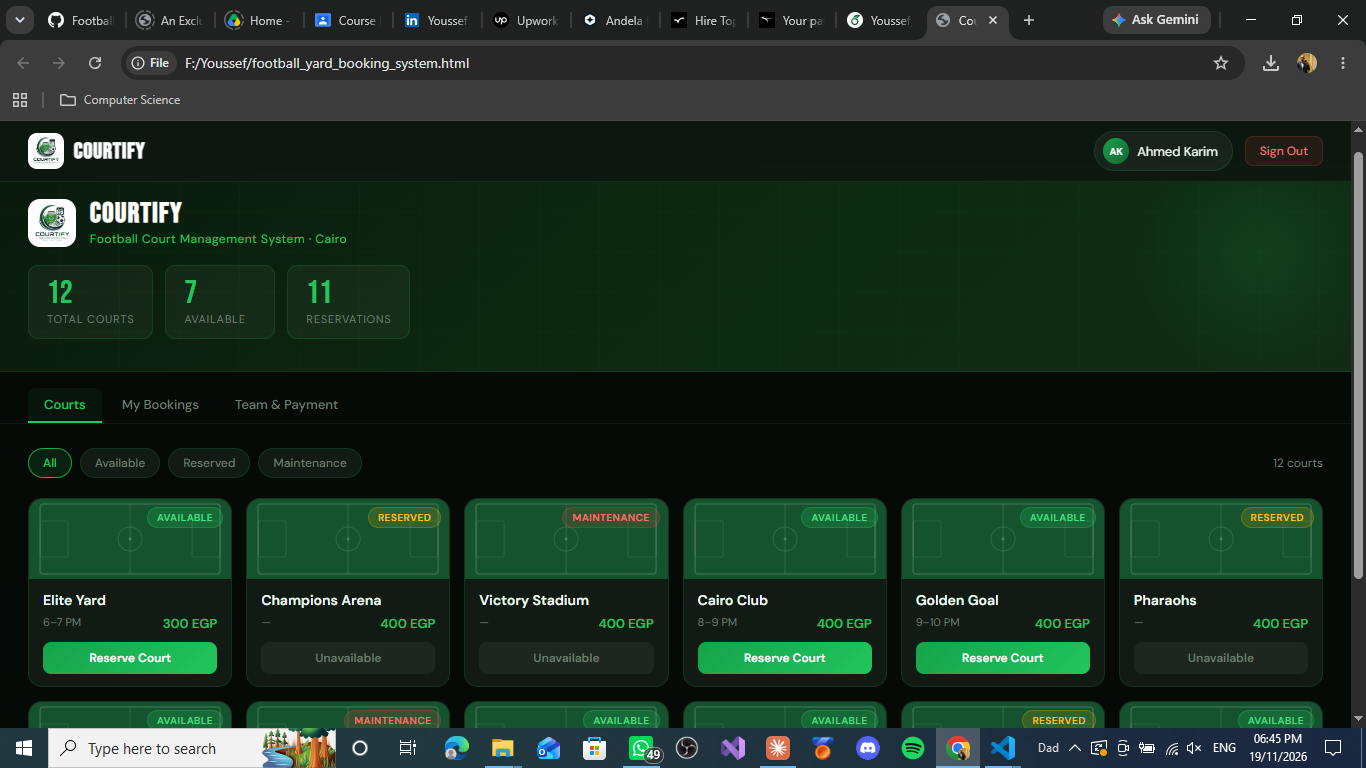 Footbal
An Exclu
Home -
Course
Youssef
Upwork
Andela
Hire Top
Your pa
Youssef
Co
Ask Gemini
File
F:/Youssef/football_yard_booking_system.html
Computer Science
COURTIFY
COURTIFY
AK
Ahmed Karim
Sign Out
COURTIFY
COURTIFY
Football Court Management System · Cairo
12
TOTAL COURTS
7
AVAILABLE
11
RESERVATIONS
Courts
My Bookings
Team & Payment
All
Available
Reserved
Maintenance
12 courts
AVAILABLE
Elite Yard
6–7 PM
300 EGP
Reserve Court
RESERVED
Champions Arena
—
400 EGP
Unavailable
MAINTENANCE
Victory Stadium
—
400 EGP
Unavailable
AVAILABLE
Cairo Club
8–9 PM
400 EGP
Reserve Court
AVAILABLE
Golden Goal
9–10 PM
400 EGP
Reserve Court
RESERVED
Pharaohs
—
400 EGP
Unavailable
AVAILABLE
MAINTENANCE
AVAILABLE
AVAILABLE
RESERVED
AVAILABLE
Type here to search
49
Dad
ENG
06:45 PM
19/11/2026